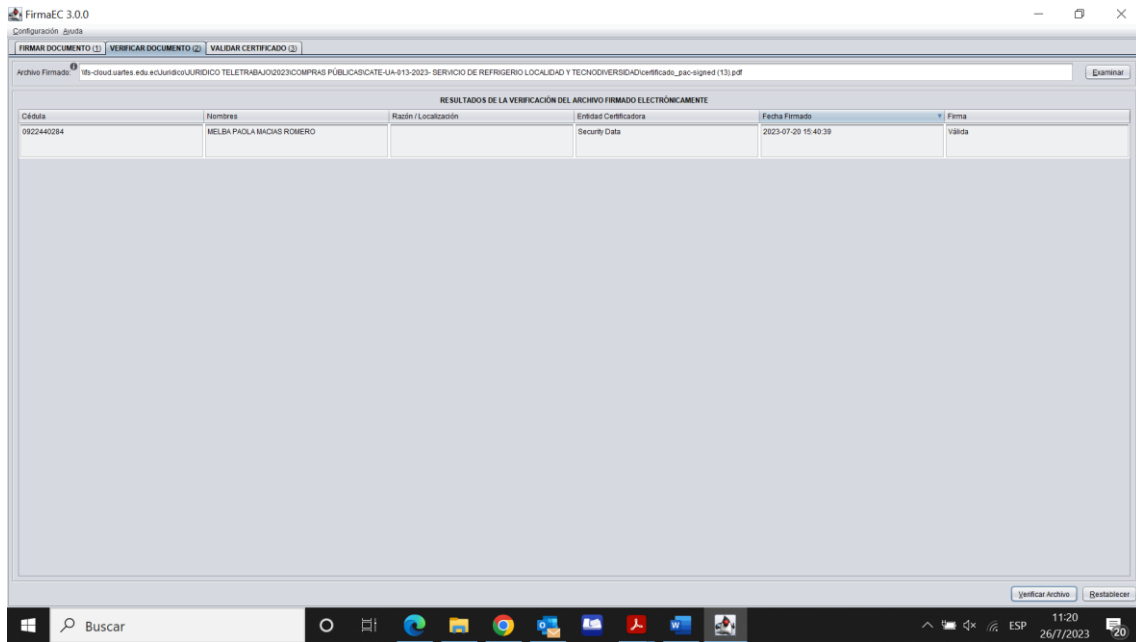 FirmaEC 3.0.0
Configuración Ayuda
FIRMAR DOCUMENTO (1) VERIFICAR DOCUMENTO (2) VALIDAR CERTIFICADO (3)
Archivo Firmado: \\fs-cloud.uartes.edu.ec\Juridico\JURIDICO TELETRABAJO\2023\COMPRAS PÚBLICAS\CATE-UA-013-2023- SERVICIO DE REFRIGERIO LOCALIDAD Y TECNODIVERSIDAD\certificado_pac-signed (13).pdf Examinar
RESULTADOS DE LA VERIFICACIÓN DEL ARCHIVO FIRMADO ELECTRÓNICAMENTE
Cédula Nombres Razón / Localización Entidad Certificadora Fecha Firmado Firma
0922440284 MELBA PAOLA MACIAS ROMERO Security Data 2023-07-20 15:40:39 Válida
Verificar Archivo Restablecer
Buscar ESP 11:20
26/7/2023 20